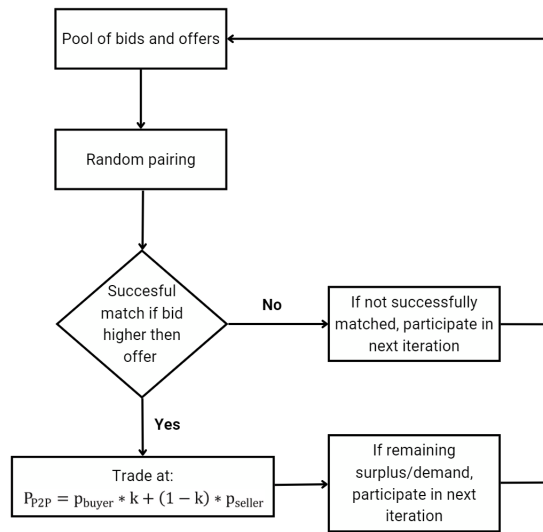 Pool of bids and offers
Random pairing
Succesful
match if bid
higher then
offer
No
If not successfully
matched, participate in
next iteration
Yes
Trade at:
P_P2P = p_buyer * k + (1 − k) * p_seller
If remaining
surplus/demand,
participate in next
iteration